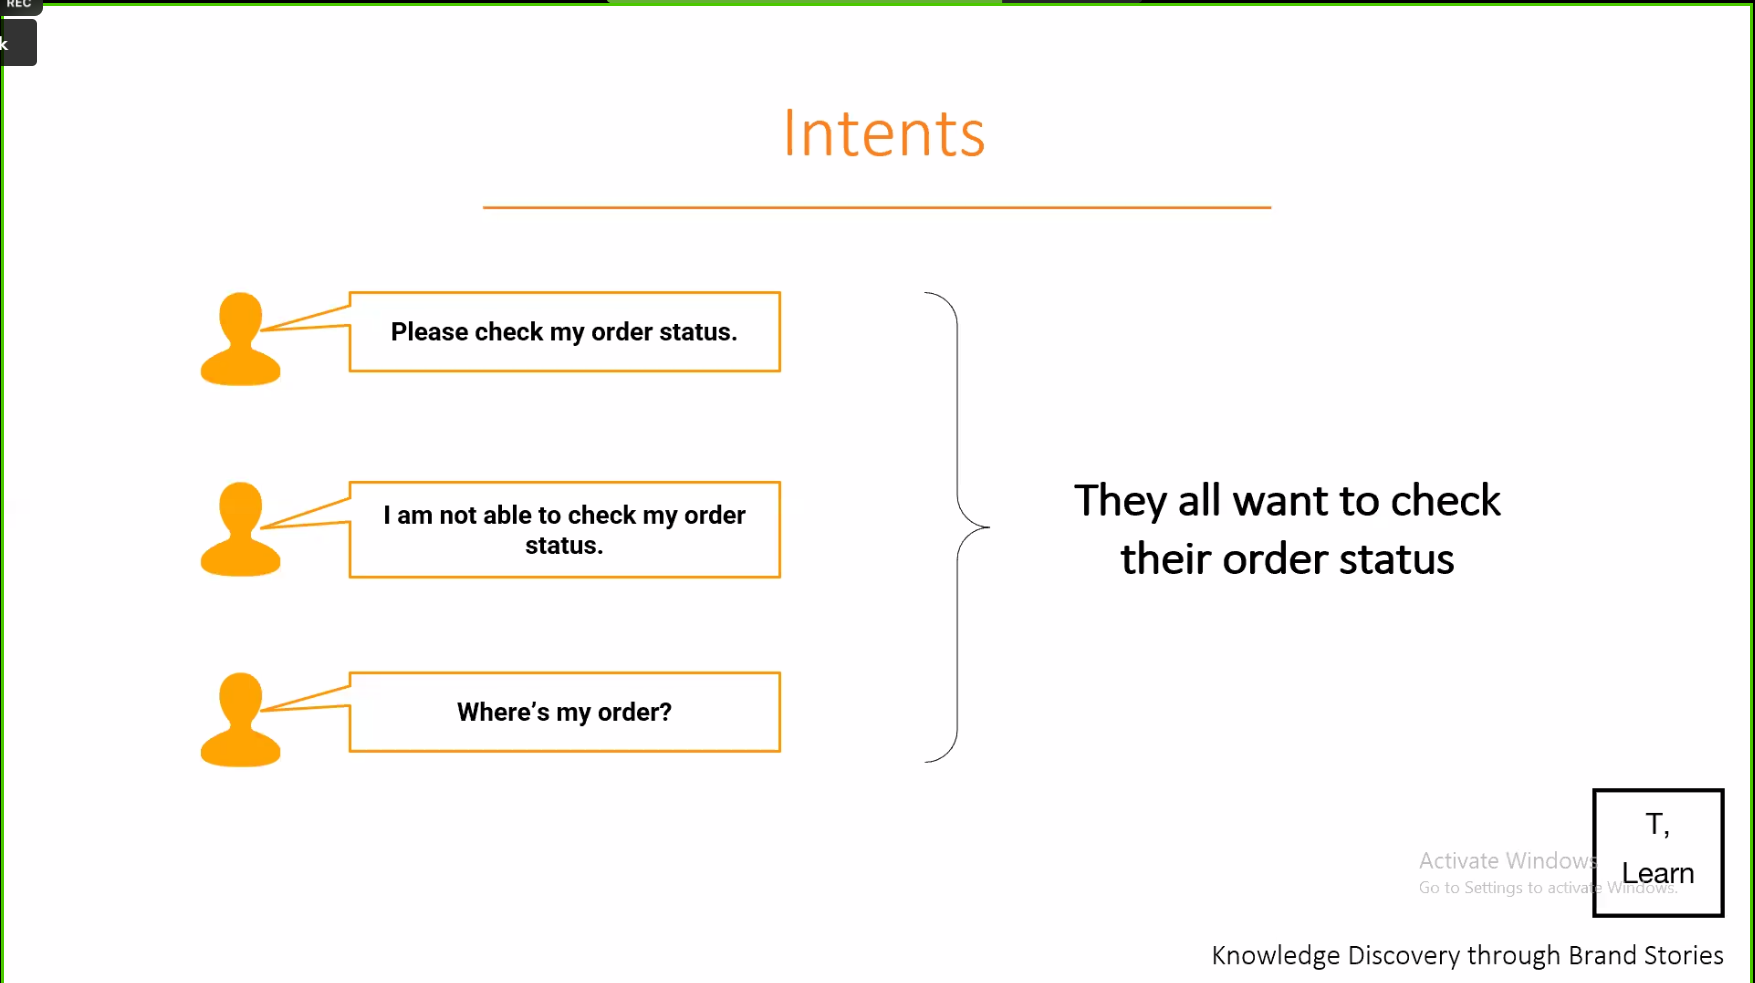 REC
k
Intents
Please check my order status.
I am not able to check my order
status.
Where’s my order?
They all want to check
their order status
T,
Learn
Activate Windows
Go to Settings to activate Windows.
Knowledge Discovery through Brand Stories